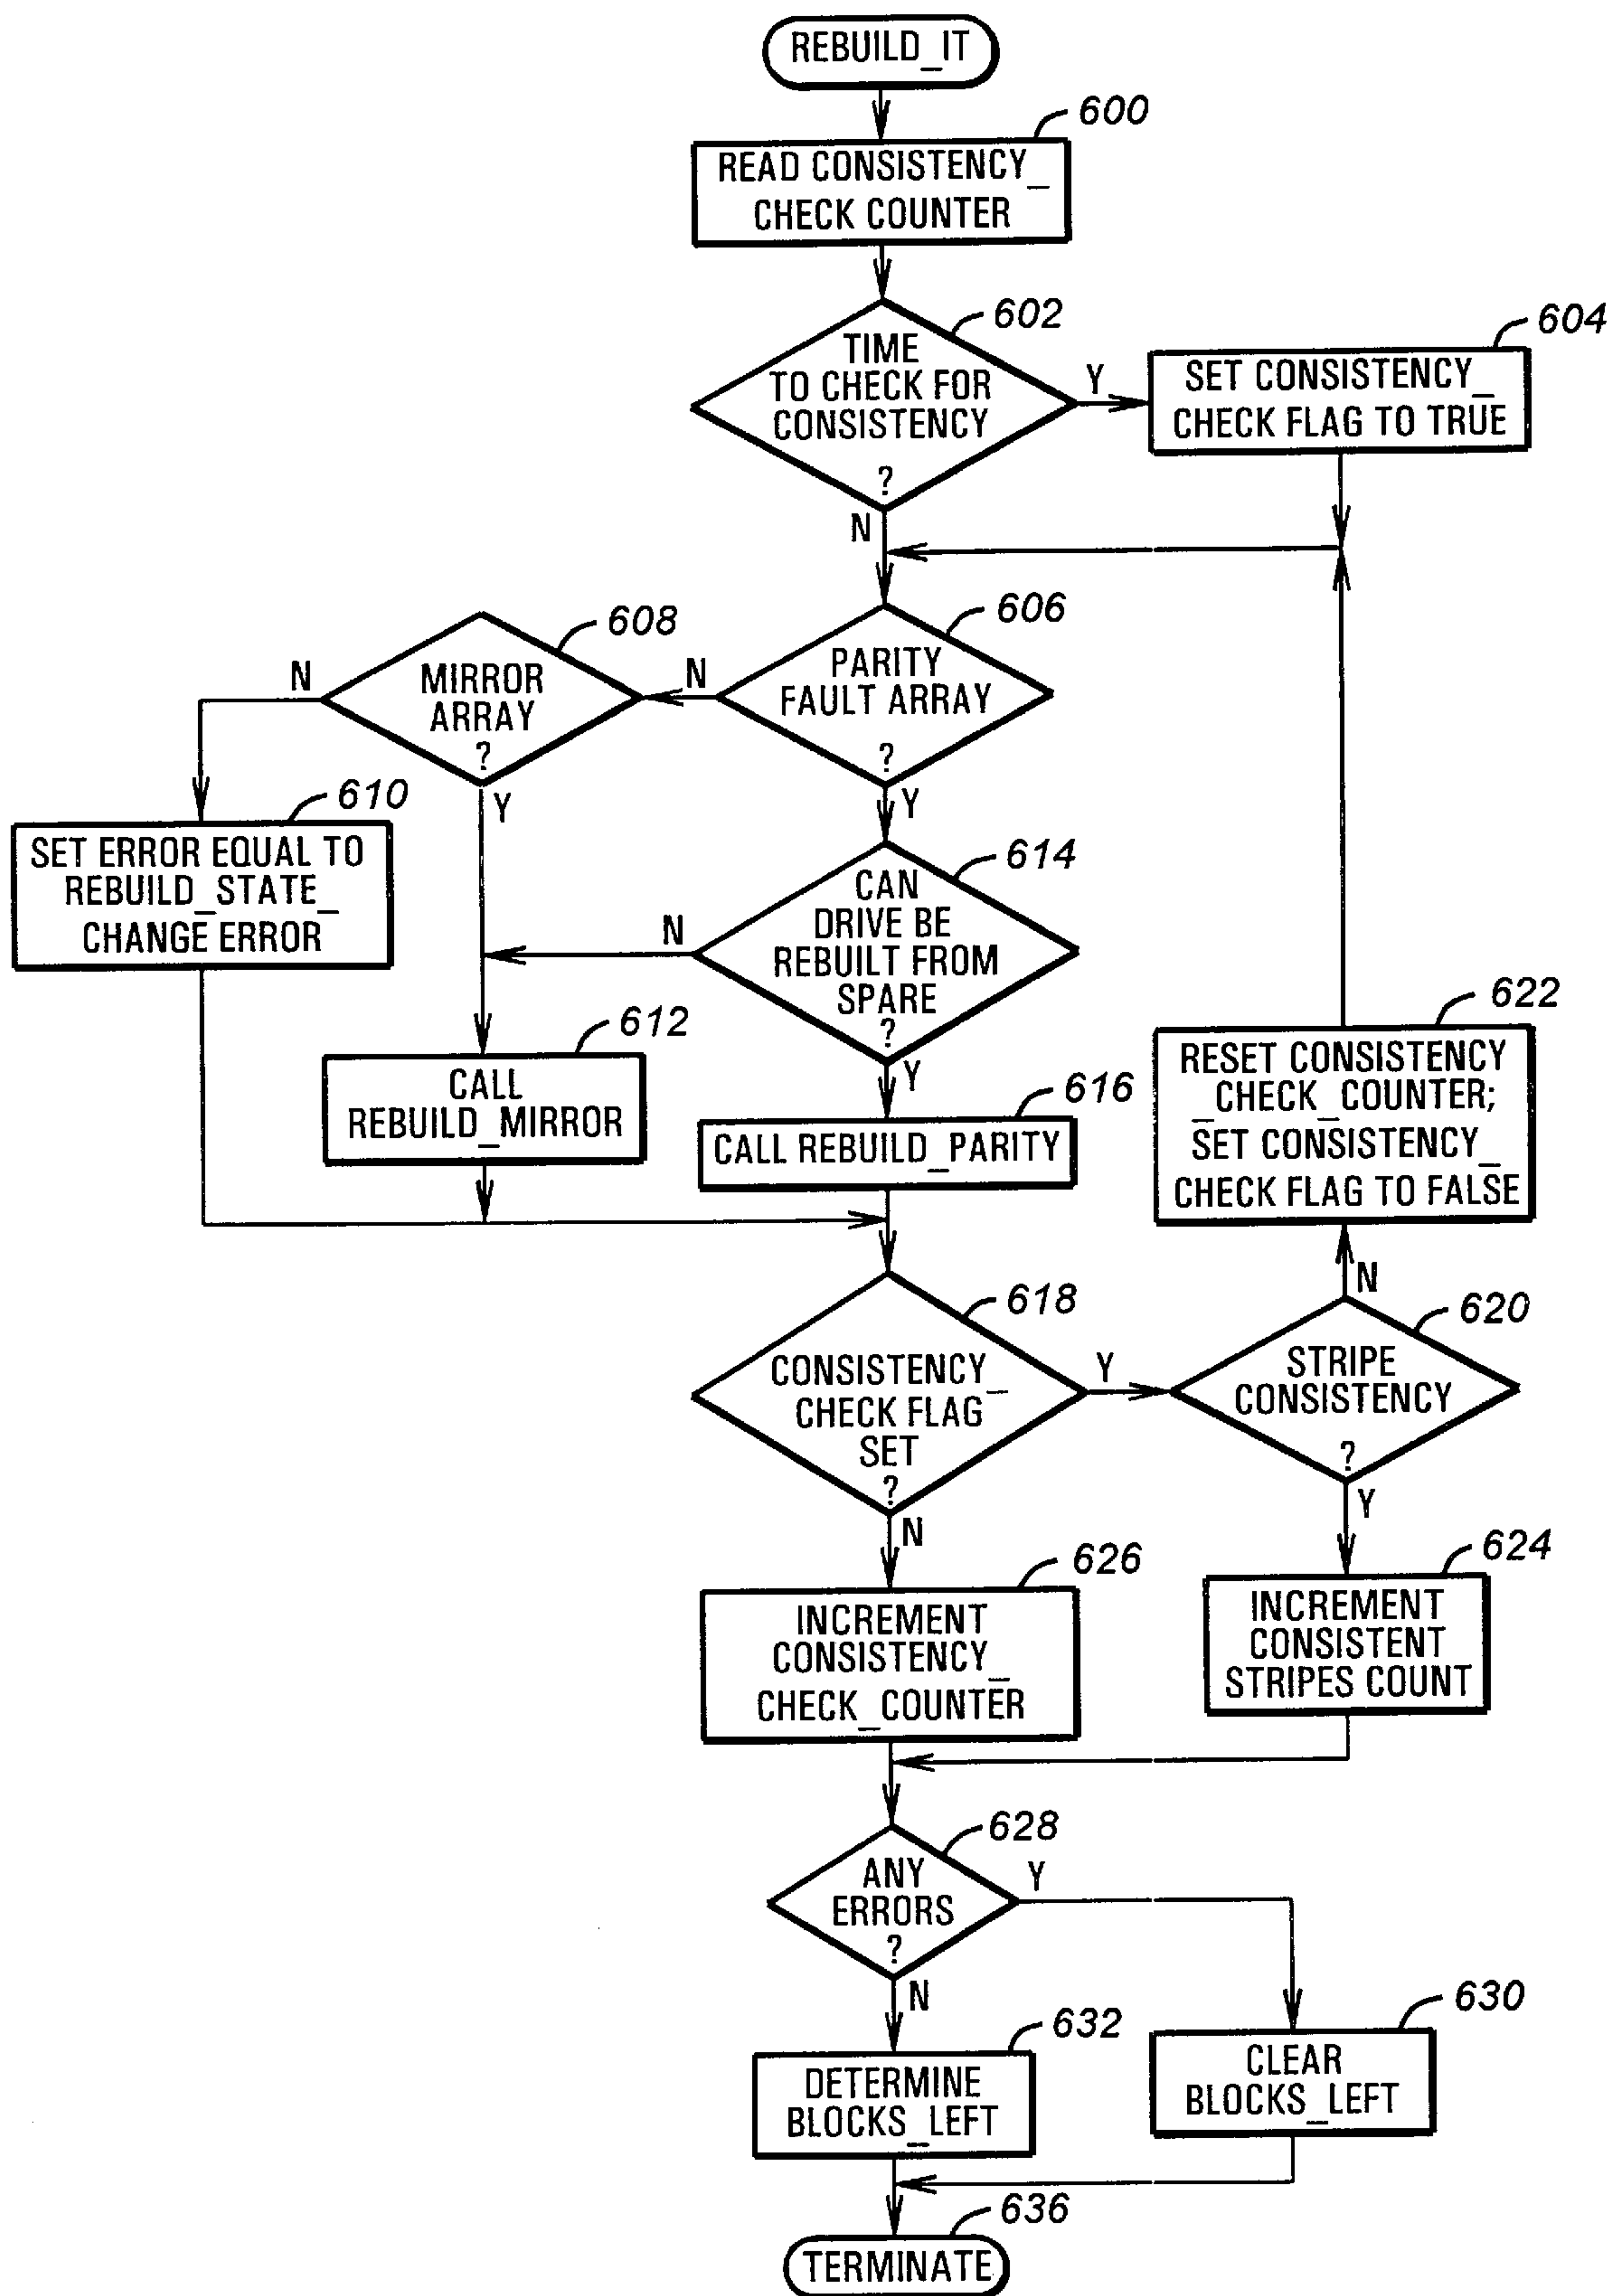 REBUILD_IT
600
READ CONSISTENCY_
CHECK COUNTER
602
TIME
TO CHECK FOR
CONSISTENCY
?
Y
N
604
SET CONSISTENCY_
CHECK FLAG TO TRUE
606
PARITY
FAULT ARRAY
?
N
Y
608
MIRROR
ARRAY
?
N
Y
610
SET ERROR EQUAL TO
REBUILD_STATE_
CHANGE ERROR
614
CAN
DRIVE BE
REBUILT FROM
SPARE
?
N
Y
612
CALL
REBUILD_MIRROR
616
CALL REBUILD_PARITY
622
RESET CONSISTENCY
_CHECK_COUNTER;
SET CONSISTENCY_
CHECK FLAG TO FALSE
618
CONSISTENCY_
CHECK FLAG
SET
?
Y
N
620
STRIPE
CONSISTENCY
?
N
Y
626
INCREMENT
CONSISTENCY_
CHECK_COUNTER
624
INCREMENT
CONSISTENT
STRIPES COUNT
628
ANY
ERRORS
?
Y
N
632
DETERMINE
BLOCKS_LEFT
630
CLEAR
BLOCKS_LEFT
636
TERMINATE